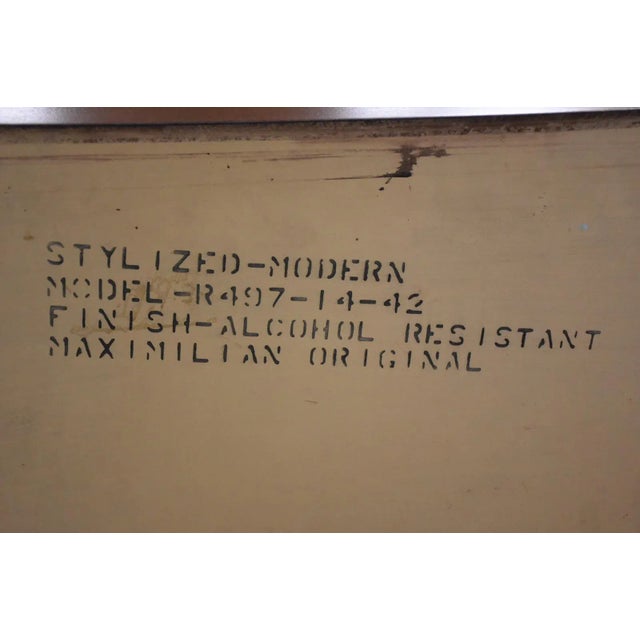 STYLIZED-MODERN
MODEL-R497-14-42
FINISH-ALCOHOL RESISTANT
MAXIMILIAN ORIGINAL